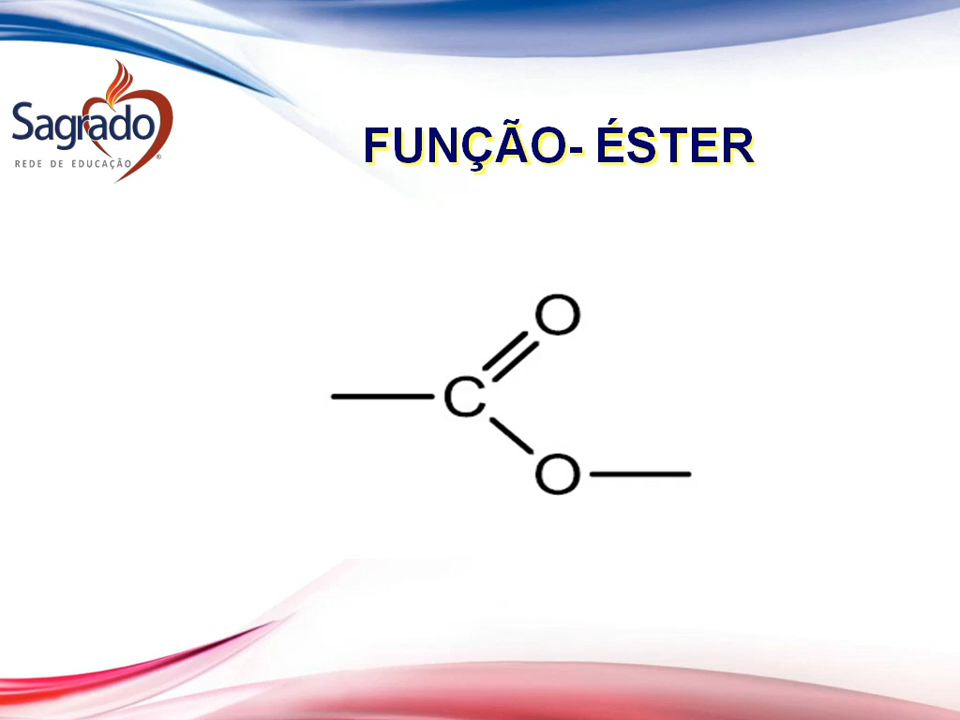 Sagrado
REDE DE EDUCAÇÃO®
FUNÇÃO- ÉSTER
O
C
O